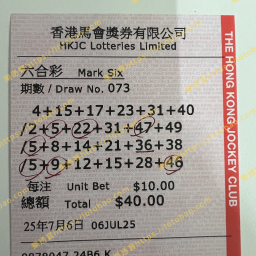 香港馬會獎券有限公司
HKJC Lotteries Limited
六合彩 Mark Six
期數 / Draw No. 073
4+15+17+23+31+40
/2+5+22+31+47+49
/5+8+14+21+36+38
/5+9+12+15+28+46
每注 Unit Bet $10.00
總額 Total $40.00
25年7月6日 06JUL25
THE HONG KONG JOCKEY CLUB